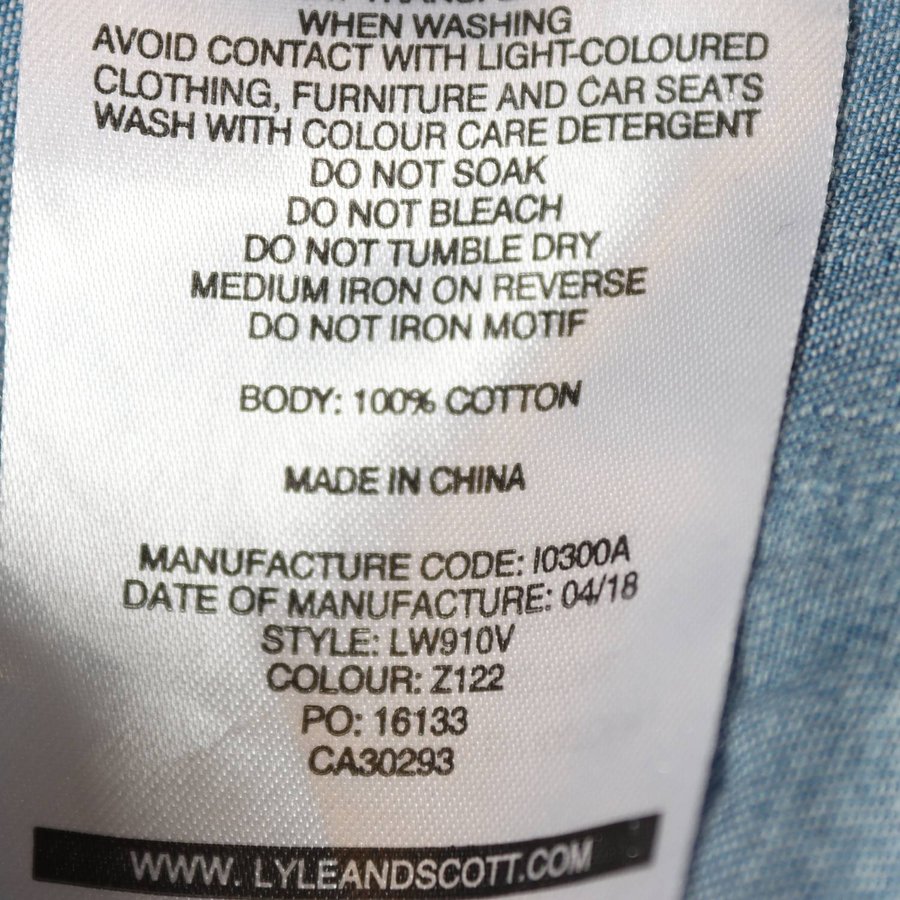 WHEN WASHING
AVOID CONTACT WITH LIGHT-COLOURED
CLOTHING, FURNITURE AND CAR SEATS
WASH WITH COLOUR CARE DETERGENT
DO NOT SOAK
DO NOT BLEACH
DO NOT TUMBLE DRY
MEDIUM IRON ON REVERSE
DO NOT IRON MOTIF
BODY: 100% COTTON
MADE IN CHINA
MANUFACTURE CODE: I0300A
DATE OF MANUFACTURE: 04/18
STYLE: LW910V
COLOUR: Z122
PO: 16133
CA30293
WWW. LYLEANDSCOTT.COM